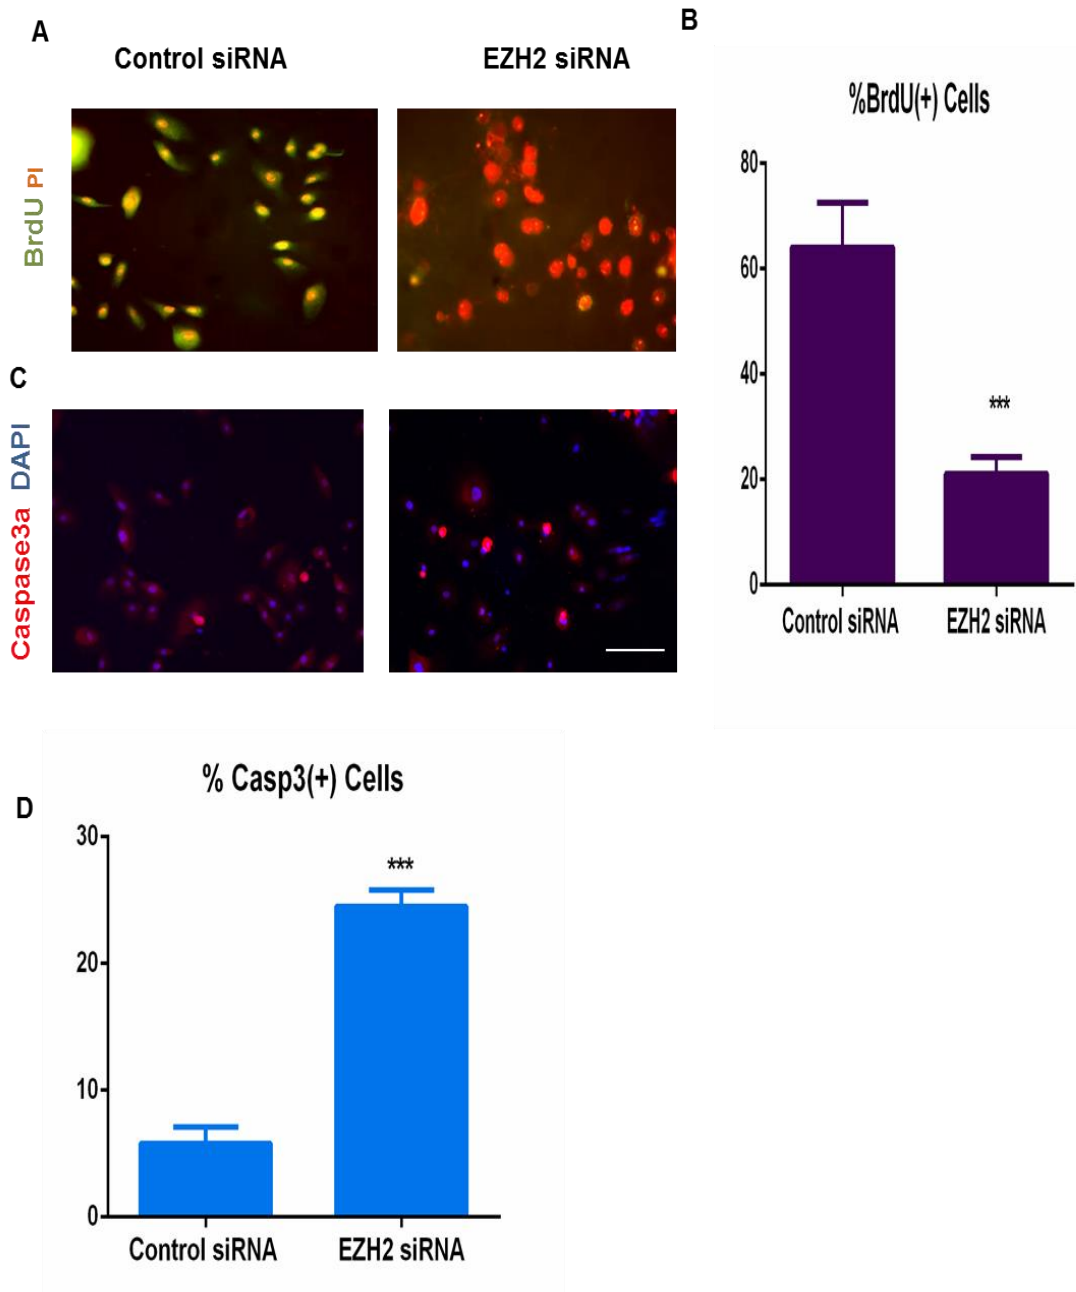 A
Control siRNA
EZH2 siRNA
BrdU PI
B
%BrdU(+) Cells
80
60
40
20
0
***
Control siRNA
EZH2 siRNA
C
Caspase3a DAPI
D
% Casp3(+) Cells
30
20
10
0
***
Control siRNA
EZH2 siRNA